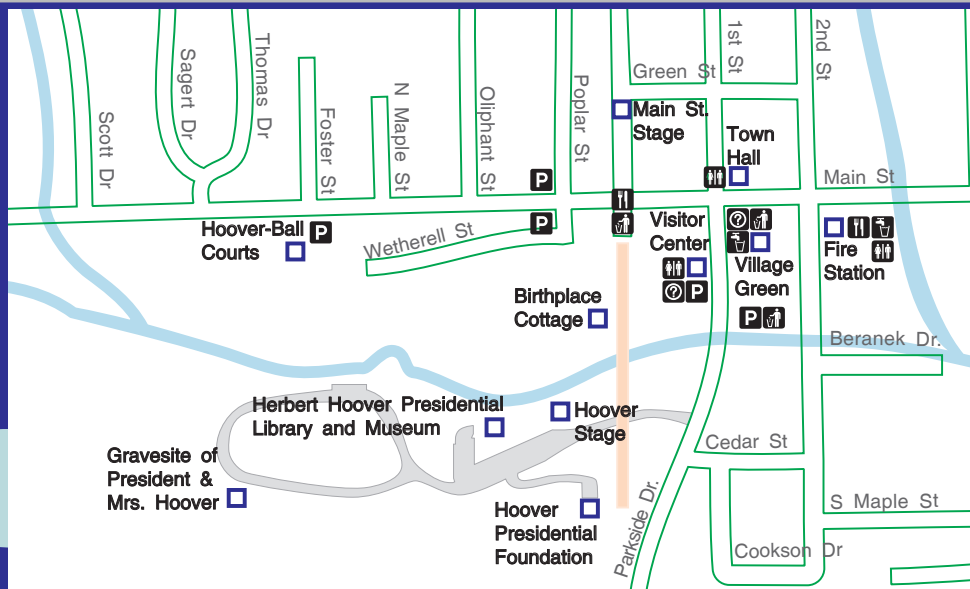 Scott Dr
Sagert Dr
Thomas Dr
Foster St
N Maple St
Oliphant St
Poplar St
1st St
2nd St
Green St
Main St.
Stage
Town
Hall
Main St
P
P
Hoover-Ball
Courts
P
Wetherell St
Visitor
Center
? P
?
Village
Green
P
Fire
Station
Birthplace
Cottage
Beranek Dr.
Herbert Hoover Presidential
Library and Museum
Hoover
Stage
Gravesite of
President &
Mrs. Hoover
Cedar St
Hoover
Presidential
Foundation
Parkside Dr.
S Maple St
Cookson Dr